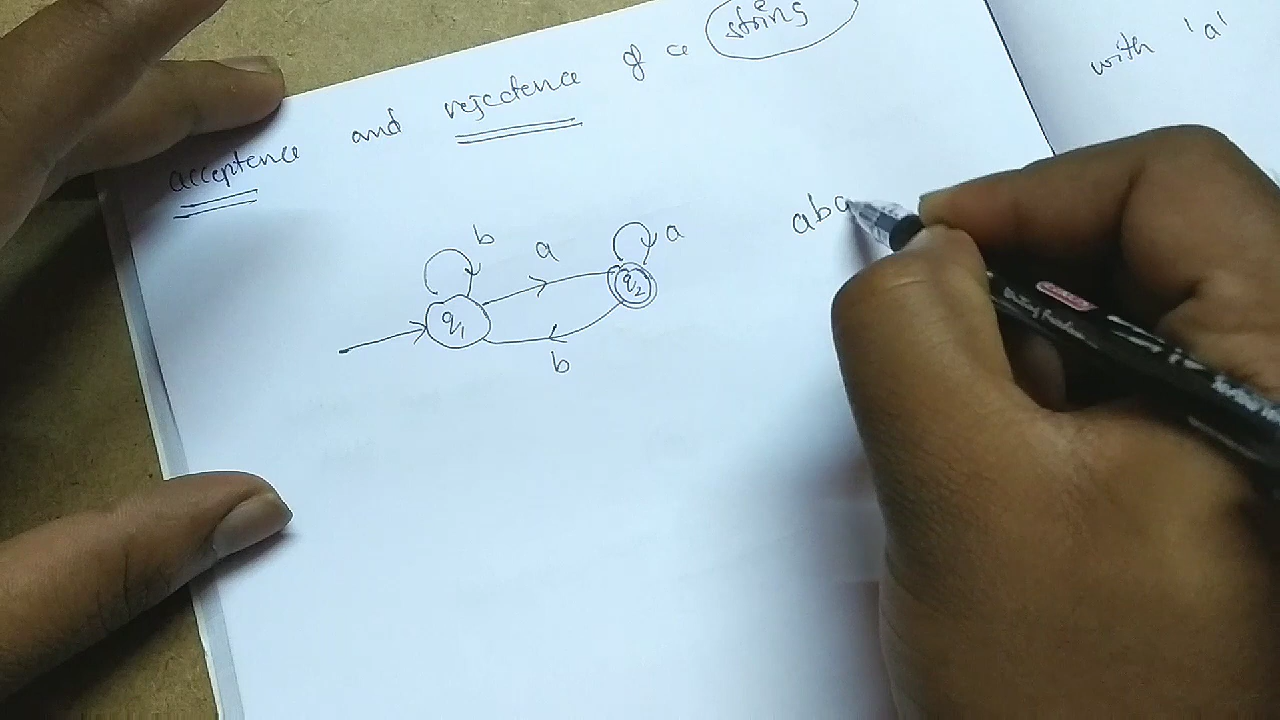 acceptence and rejectence of a string
with 'a'
aba
b a a
q1 q2
b